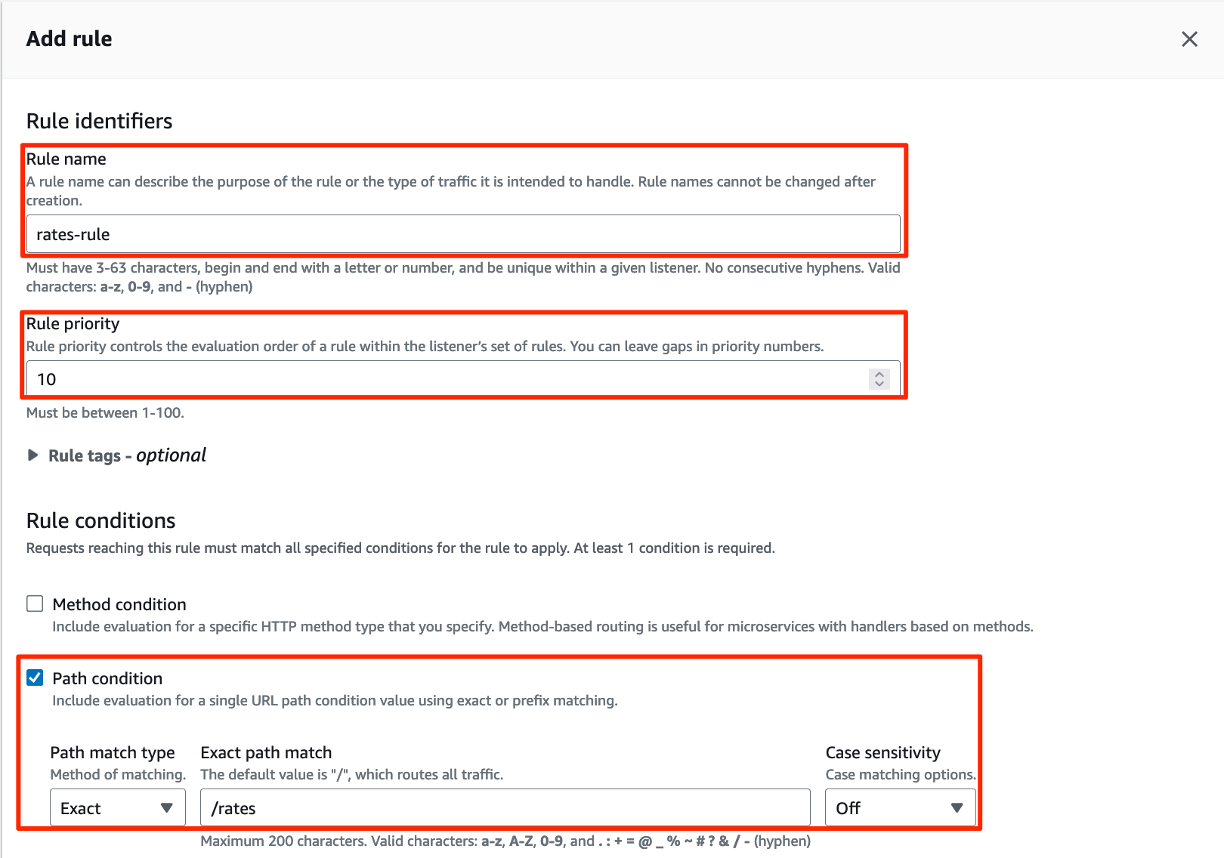 Add rule
Rule identifiers
Rule name
A rule name can describe the purpose of the rule or the type of traffic it is intended to handle. Rule names cannot be changed after
creation.
rates-rule
Must have 3-63 characters, begin and end with a letter or number, and be unique within a given listener. No consecutive hyphens. Valid
characters: a-z, 0-9, and - (hyphen)
Rule priority
Rule priority controls the evaluation order of a rule within the listener's set of rules. You can leave gaps in priority numbers.
10
Must be between 1-100.
Rule tags - optional
Rule conditions
Requests reaching this rule must match all specified conditions for the rule to apply. At least 1 condition is required.
Method condition
Include evaluation for a specific HTTP method type that you specify. Method-based routing is useful for microservices with handlers based on methods.
Path condition
Include evaluation for a single URL path condition value using exact or prefix matching.
Path match type Exact path match Case sensitivity
Method of matching. The default value is "/", which routes all traffic. Case matching options.
Exact /rates Off
Maximum 200 characters. Valid characters: a-z, A-Z, 0-9, and . : + = @ _ % ~ # ? & / - (hyphen)